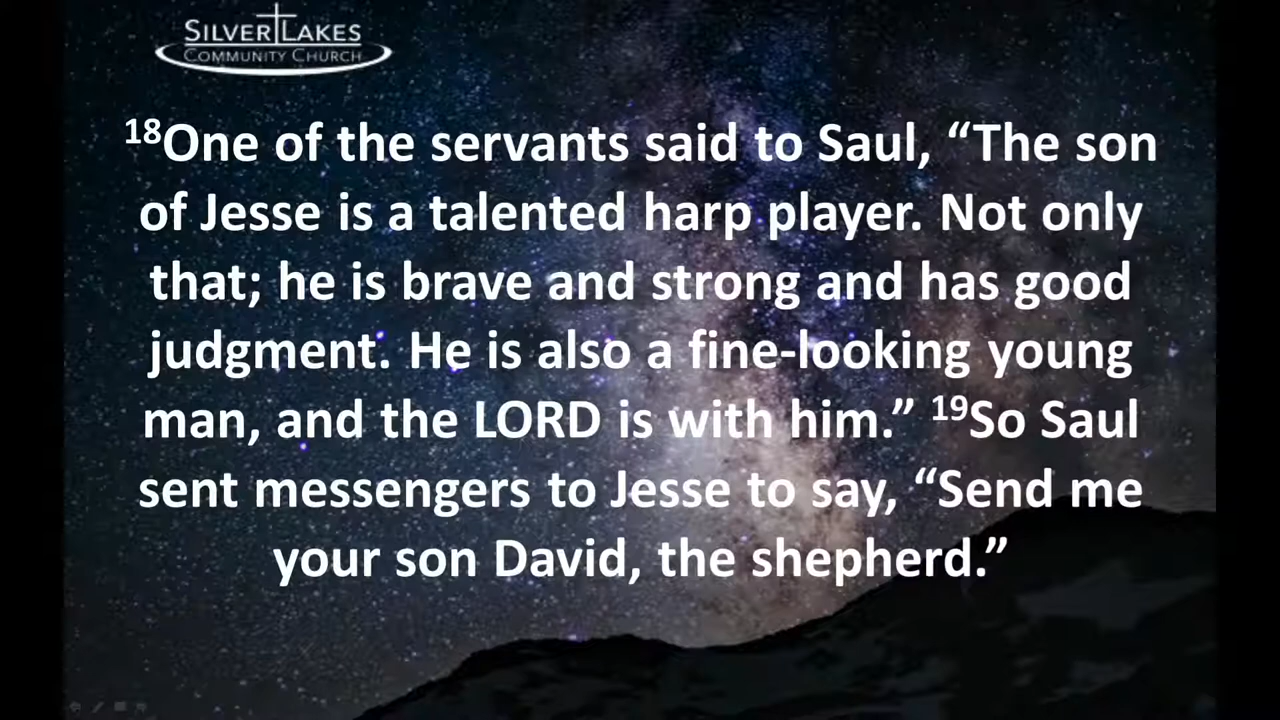 SILVER LAKES
COMMUNITY CHURCH
18One of the servants said to Saul, “The son
of Jesse is a talented harp player. Not only
that; he is brave and strong and has good
judgment. He is also a fine-looking young
man, and the LORD is with him.” 19So Saul
sent messengers to Jesse to say, “Send me
your son David, the shepherd.”